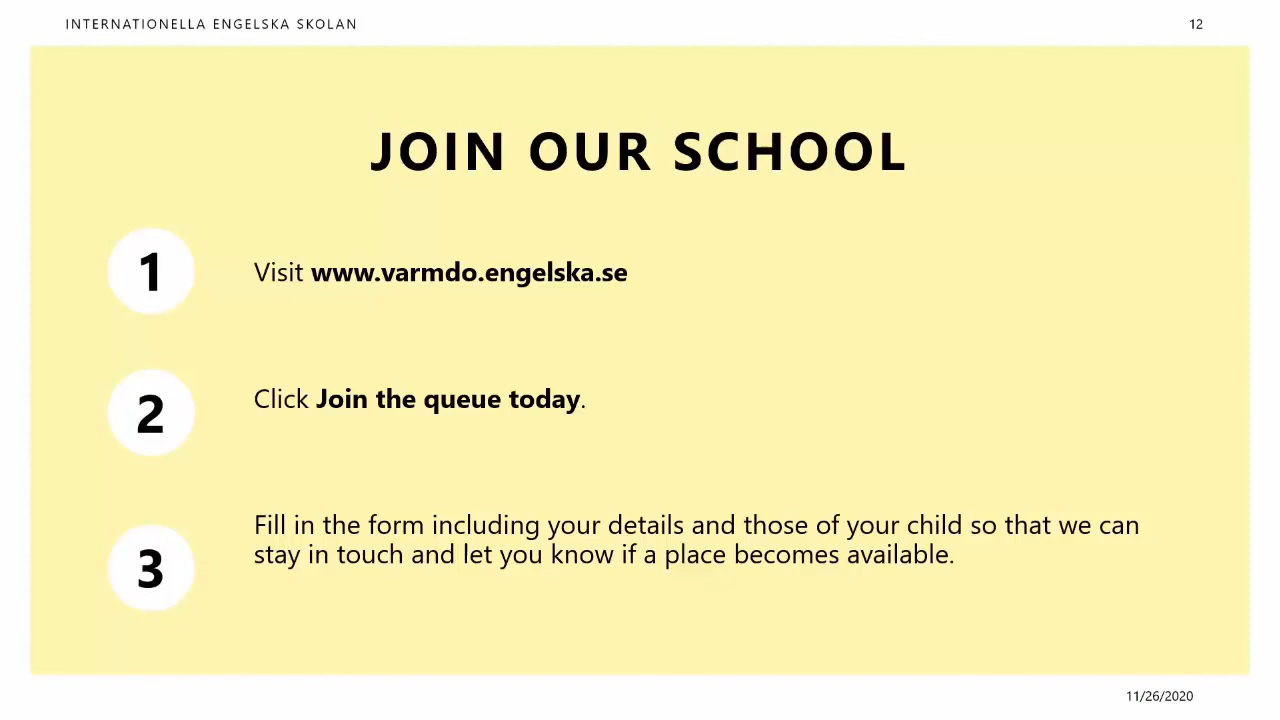 INTERNATIONELLA ENGELSKA SKOLAN
12
JOIN OUR SCHOOL
1
Visit www.varmdo.engelska.se
2
Click Join the queue today.
3
Fill in the form including your details and those of your child so that we can
stay in touch and let you know if a place becomes available.
11/26/2020